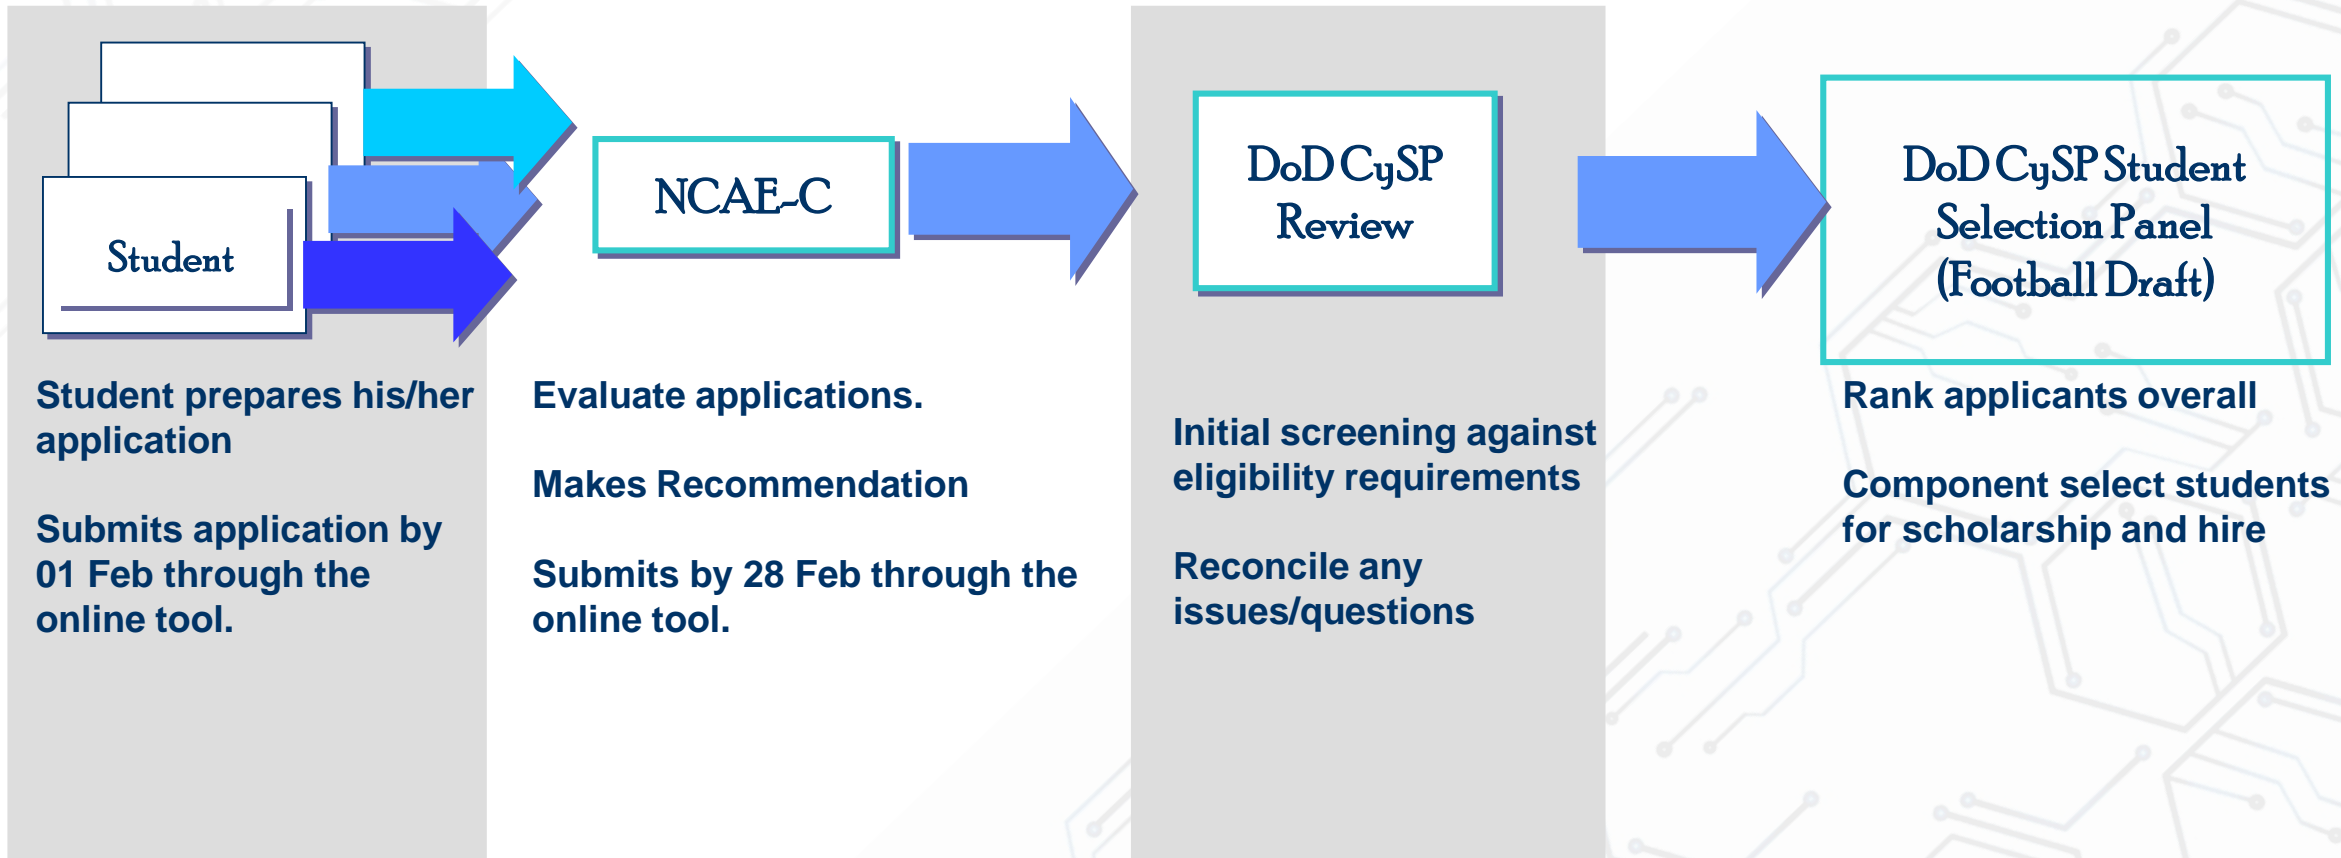 Student
Student prepares his/her
application
Submits application by
01 Feb through the
online tool.
NCAE-C
Evaluate applications.
Makes Recommendation
Submits by 28 Feb through the
online tool.
DoD CySP
Review
Initial screening against
eligibility requirements
Reconcile any
issues/questions
DoD CySP Student
Selection Panel
(Football Draft)
Rank applicants overall
Component select students
for scholarship and hire